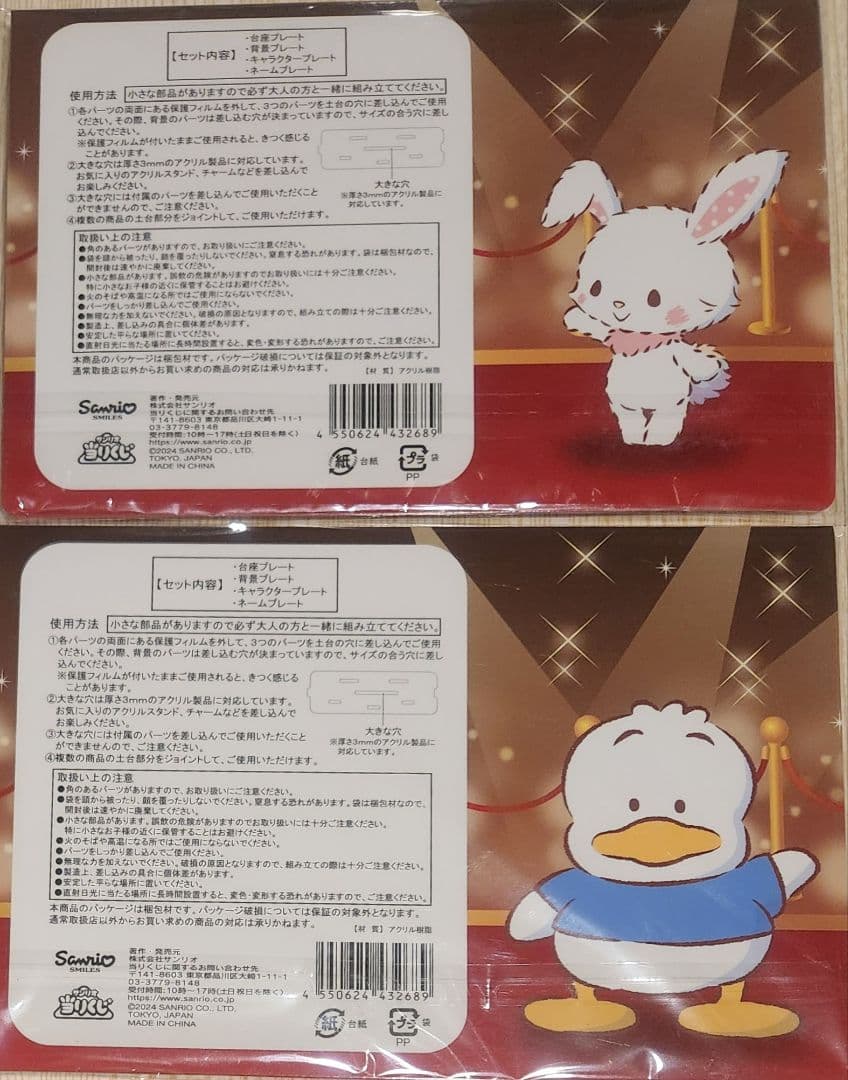 【セット内容】
・台座プレート
・背景プレート
・キャラクタープレート
・ネームプレート
使用方法 小さな部品がありますので必ず大人の方と一緒に組み立ててください。
①各パーツの両面にある保護フィルムを外して、3つのパーツを土台の穴に差し込んでご使用
ください。その際、背景のパーツは差し込む穴が決まっていますので、サイズの合う穴に差し
込んでください。
※保護フィルムが付いたままご使用されると、きつく感じる
ことがあります。
②大きな穴は厚さ3mmのアクリル製品に対応しています。
お気に入りのアクリルスタンド、チャームなどを差し込んで
お楽しみください。
大きな穴
※厚さ3mmのアクリル製品に
対応しています。
③大きな穴には付属のパーツを差し込んでご使用いただくこと
ができませんので、ご注意ください。
④複数の商品の土台部分をジョイントして、ご使用いただけます。
取扱い上の注意
●角のあるパーツがありますので、お取り扱いにご注意ください。
●袋を頭から被ったり、顔を覆ったりしないでください。窒息する恐れがあります。袋は梱包材なので、
開封後は速やかに廃棄してください。
●小さな部品があります。誤飲の危険がありますのでお取り扱いには十分ご注意ください。
特に小さなお子様の近くに保管することはお避けください。
●火のそばや高温になる所ではご使用にならないでください。
●パーツをしっかり差し込んでご使用ください。
●無理な力を加えないでください。破損の原因となりますので、組み立ての際は十分ご注意ください。
●製造上、差し込みの具合に個体差があります。
●安定した平らな場所に置いてください。
●直射日光に当たる場所に長時間設置すると、変色・変形する恐れがありますので、ご注意ください。
本商品のパッケージは梱包材です。パッケージ破損については保証の対象外となります。
通常取扱店以外からお買い求めの商品の対応は承りかねます。
【材 質】アクリル樹脂
Sanrio
SMILES
サンリオ
当りくじ
著作・発売元
株式会社サンリオ
当りくじに関するお問い合わせ先
〒141-8603 東京都品川区大崎1-11-1
03-3779-8148
受付時間:10時〜17時(土日祝日を除く)
https://www.sanrio.co.jp
©2024 SANRIO CO., LTD.
TOKYO, JAPAN
MADE IN CHINA
4 550624 432689
紙 台紙
プラ 袋
PP
【セット内容】
・台座プレート
・背景プレート
・キャラクタープレート
・ネームプレート
使用方法 小さな部品がありますので必ず大人の方と一緒に組み立ててください。
①各パーツの両面にある保護フィルムを外して、3つのパーツを土台の穴に差し込んでご使用
ください。その際、背景のパーツは差し込む穴が決まっていますので、サイズの合う穴に差し
込んでください。
※保護フィルムが付いたままご使用されると、きつく感じる
ことがあります。
②大きな穴は厚さ3mmのアクリル製品に対応しています。
お気に入りのアクリルスタンド、チャームなどを差し込んで
お楽しみください。
大きな穴
※厚さ3mmのアクリル製品に
対応しています。
③大きな穴には付属のパーツを差し込んでご使用いただくこと
ができませんので、ご注意ください。
④複数の商品の土台部分をジョイントして、ご使用いただけます。
取扱い上の注意
●角のあるパーツがありますので、お取り扱いにご注意ください。
●袋を頭から被ったり、顔を覆ったりしないでください。窒息する恐れがあります。袋は梱包材なので、
開封後は速やかに廃棄してください。
●小さな部品があります。誤飲の危険がありますのでお取り扱いには十分ご注意ください。
特に小さなお子様の近くに保管することはお避けください。
●火のそばや高温になる所ではご使用にならないでください。
●パーツをしっかり差し込んでご使用ください。
●無理な力を加えないでください。破損の原因となりますので、組み立ての際は十分ご注意ください。
●製造上、差し込みの具合に個体差があります。
●安定した平らな場所に置いてください。
●直射日光に当たる場所に長時間設置すると、変色・変形する恐れがありますので、ご注意ください。
本商品のパッケージは梱包材です。パッケージ破損については保証の対象外となります。
通常取扱店以外からお買い求めの商品の対応は承りかねます。
【材 質】アクリル樹脂
Sanrio
SMILES
サンリオ
当りくじ
著作・発売元
株式会社サンリオ
当りくじに関するお問い合わせ先
〒141-8603 東京都品川区大崎1-11-1
03-3779-8148
受付時間:10時〜17時(土日祝日を除く)
https://www.sanrio.co.jp
©2024 SANRIO CO., LTD.
TOKYO, JAPAN
MADE IN CHINA
4 550624 432689
紙 台紙
プラ 袋
PP